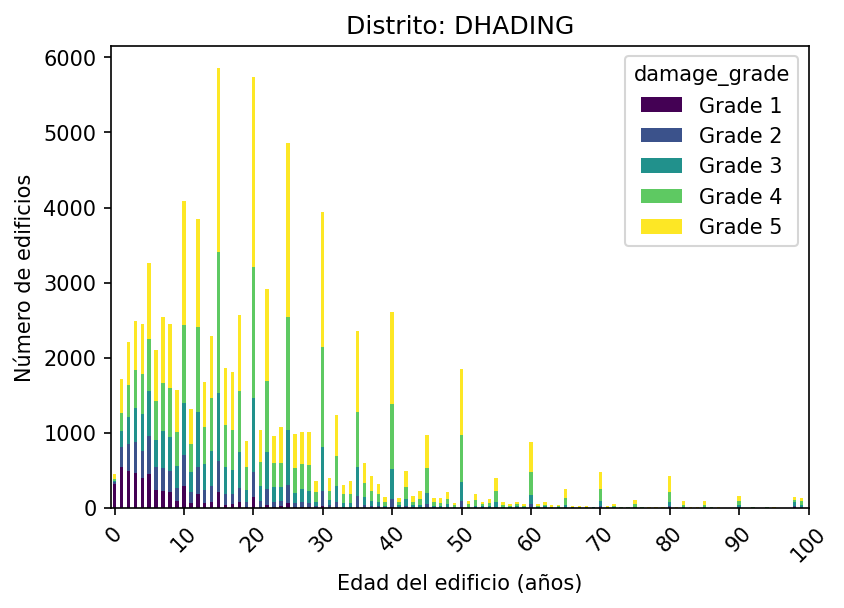 Distrito: DHADING
6000
5000
4000
3000
2000
1000
0
Número de edificios
damage_grade
Grade 1
Grade 2
Grade 3
Grade 4
Grade 5
0
10
20
30
40
50
60
70
80
90
100
Edad del edificio (años)